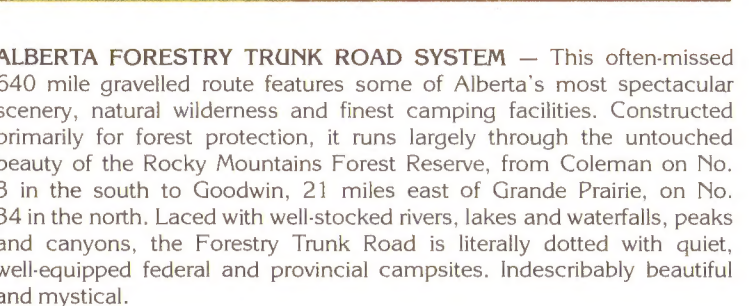 ALBERTA FORESTRY TRUNK ROAD SYSTEM — This often-missed
640 mile gravelled route features some of Alberta's most spectacular
scenery, natural wilderness and finest camping facilities. Constructed
primarily for forest protection, it runs largely through the untouched
beauty of the Rocky Mountains Forest Reserve, from Coleman on No.
3 in the south to Goodwin, 21 miles east of Grande Prairie, on No.
34 in the north. Laced with well-stocked rivers, lakes and waterfalls, peaks
and canyons, the Forestry Trunk Road is literally dotted with quiet,
well-equipped federal and provincial campsites. Indescribably beautiful
and mystical.